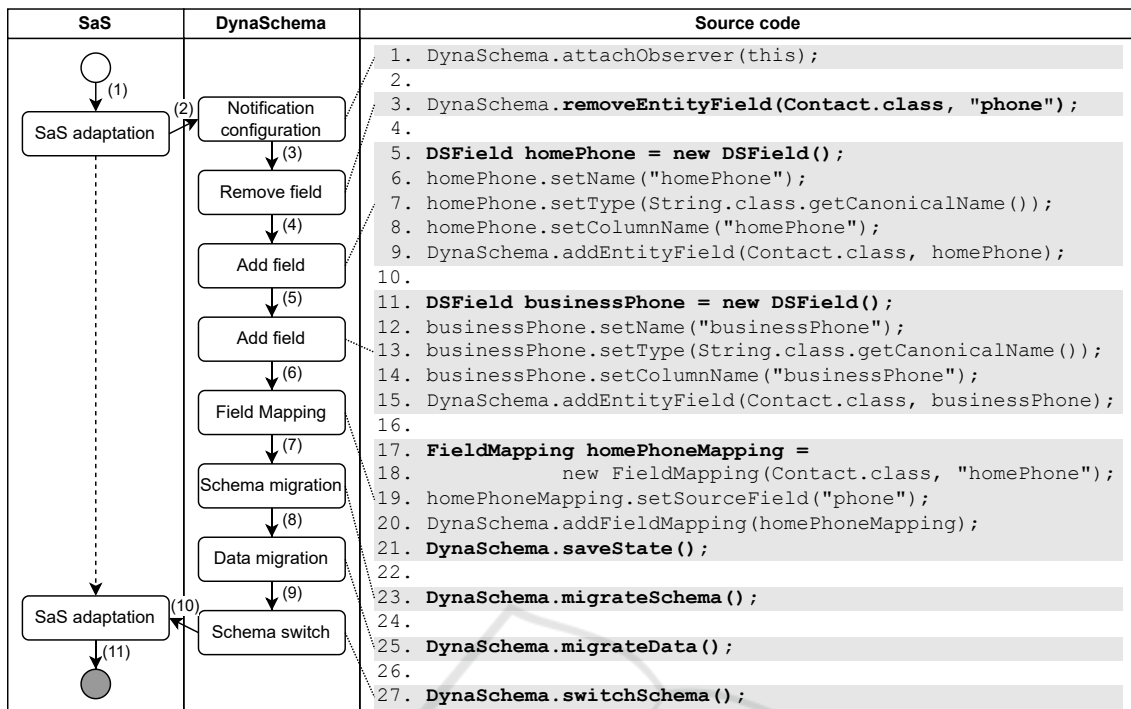 SaS
DynaSchema
Source code
(1)
SaS adaptation
(2)
Notification
configuration
(3)
Remove field
(4)
Add field
(5)
Add field
(6)
Field Mapping
(7)
Schema migration
(8)
Data migration
(9)
Schema switch
(10)
SaS adaptation
(11)
1. DynaSchema.attachObserver(this);
2.
3. DynaSchema.removeEntityField(Contact.class, "phone");
4.
5. DSField homePhone = new DSField();
6. homePhone.setName("homePhone");
7. homePhone.setType(String.class.getCanonicalName());
8. homePhone.setColumnName("homePhone");
9. DynaSchema.addEntityField(Contact.class, homePhone);
10.
11. DSField businessPhone = new DSField();
12. businessPhone.setName("businessPhone");
13. businessPhone.setType(String.class.getCanonicalName());
14. businessPhone.setColumnName("businessPhone");
15. DynaSchema.addEntityField(Contact.class, businessPhone);
16.
17. FieldMapping homePhoneMapping =
18. new FieldMapping(Contact.class, "homePhone");
19. homePhoneMapping.setSourceField("phone");
20. DynaSchema.addFieldMapping(homePhoneMapping);
21. DynaSchema.saveState();
22.
23. DynaSchema.migrateSchema();
24.
25. DynaSchema.migrateData();
26.
27. DynaSchema.switchSchema();